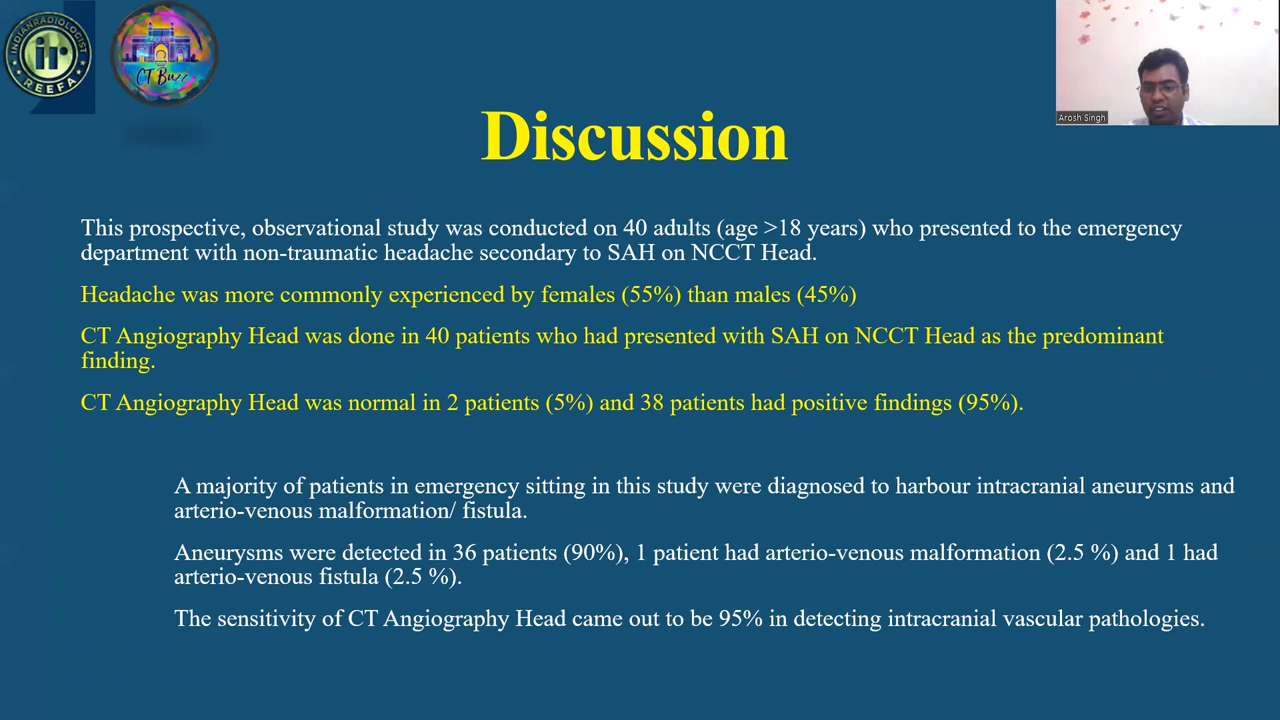 INDIANRADIOLOGIST
ir
REEFA
CT Buzz
Arosh Singh
Discussion
This prospective, observational study was conducted on 40 adults (age >18 years) who presented to the emergency
department with non-traumatic headache secondary to SAH on NCCT Head.
Headache was more commonly experienced by females (55%) than males (45%)
CT Angiography Head was done in 40 patients who had presented with SAH on NCCT Head as the predominant
finding.
CT Angiography Head was normal in 2 patients (5%) and 38 patients had positive findings (95%).
A majority of patients in emergency sitting in this study were diagnosed to harbour intracranial aneurysms and
arterio-venous malformation/ fistula.
Aneurysms were detected in 36 patients (90%), 1 patient had arterio-venous malformation (2.5 %) and 1 had
arterio-venous fistula (2.5 %).
The sensitivity of CT Angiography Head came out to be 95% in detecting intracranial vascular pathologies.